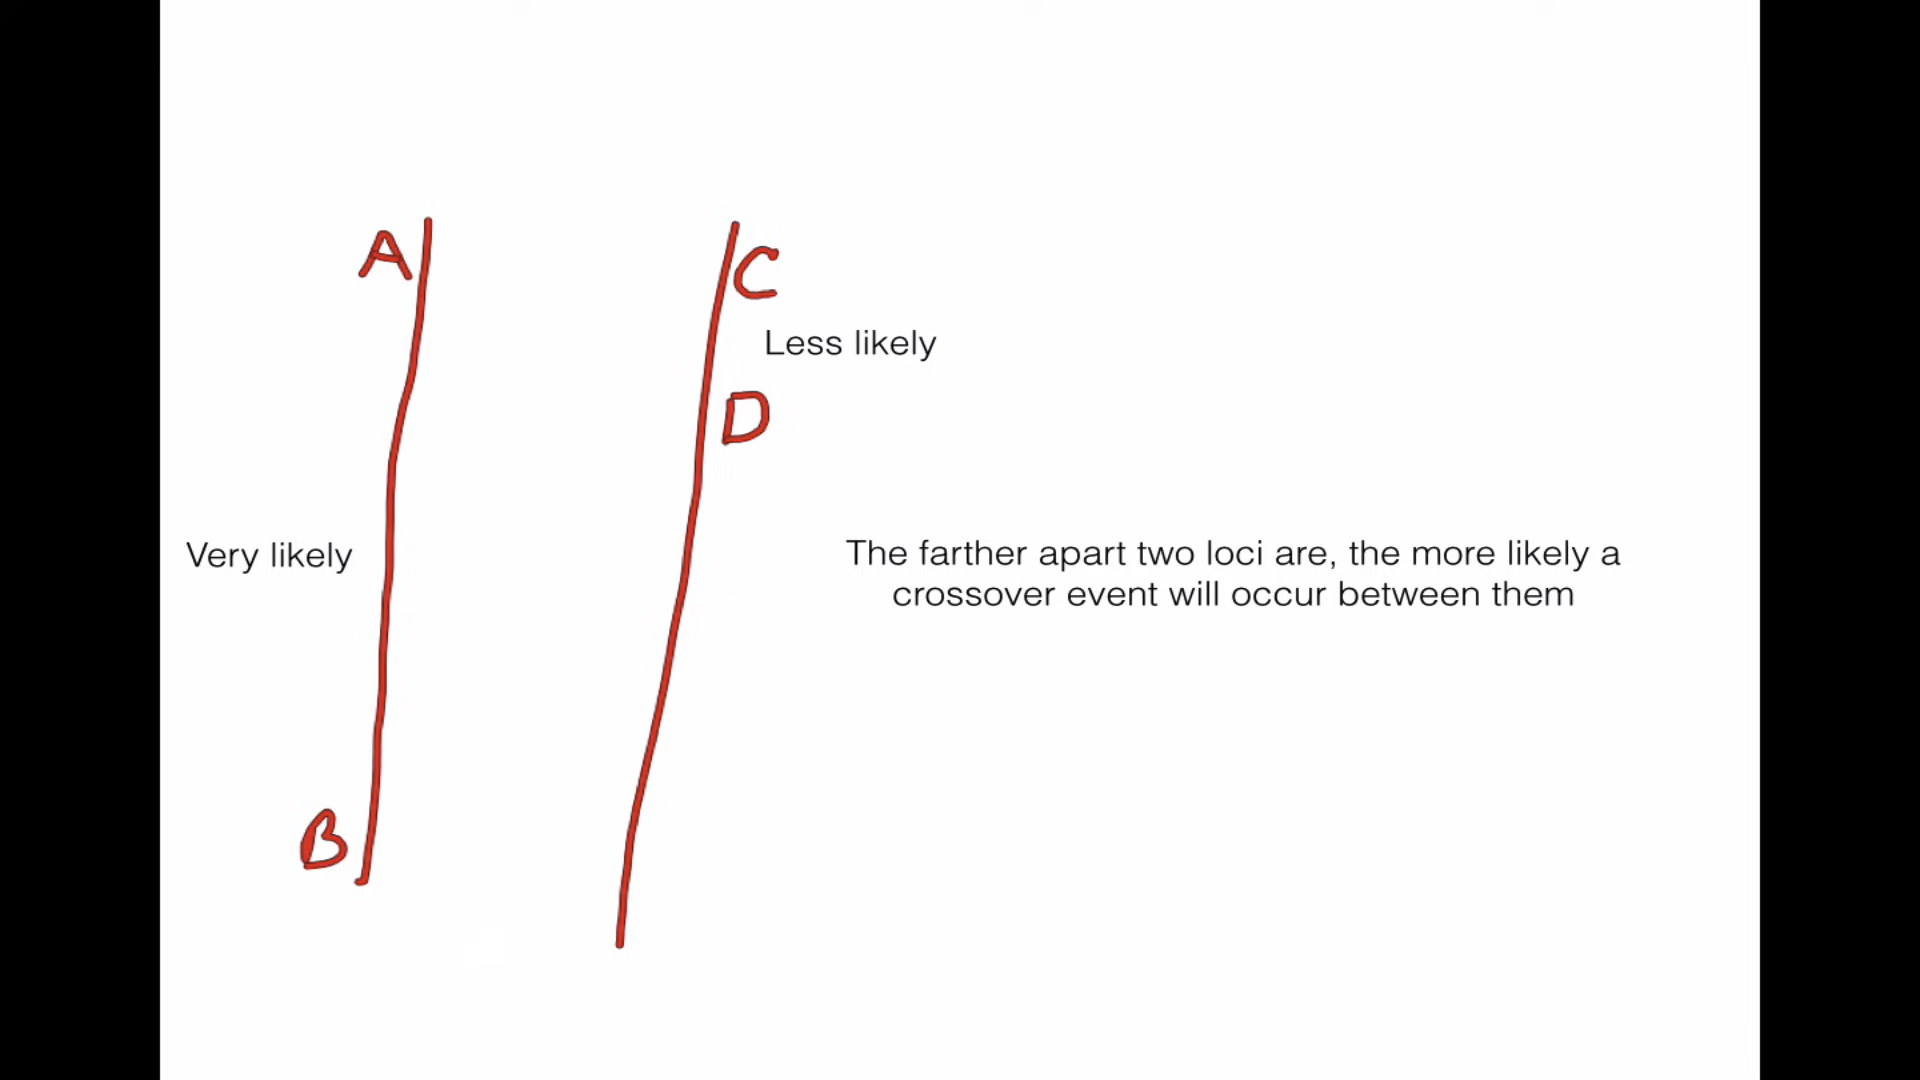 A
C
Less likely
D
Very likely
The farther apart two loci are, the more likely a
crossover event will occur between them
B